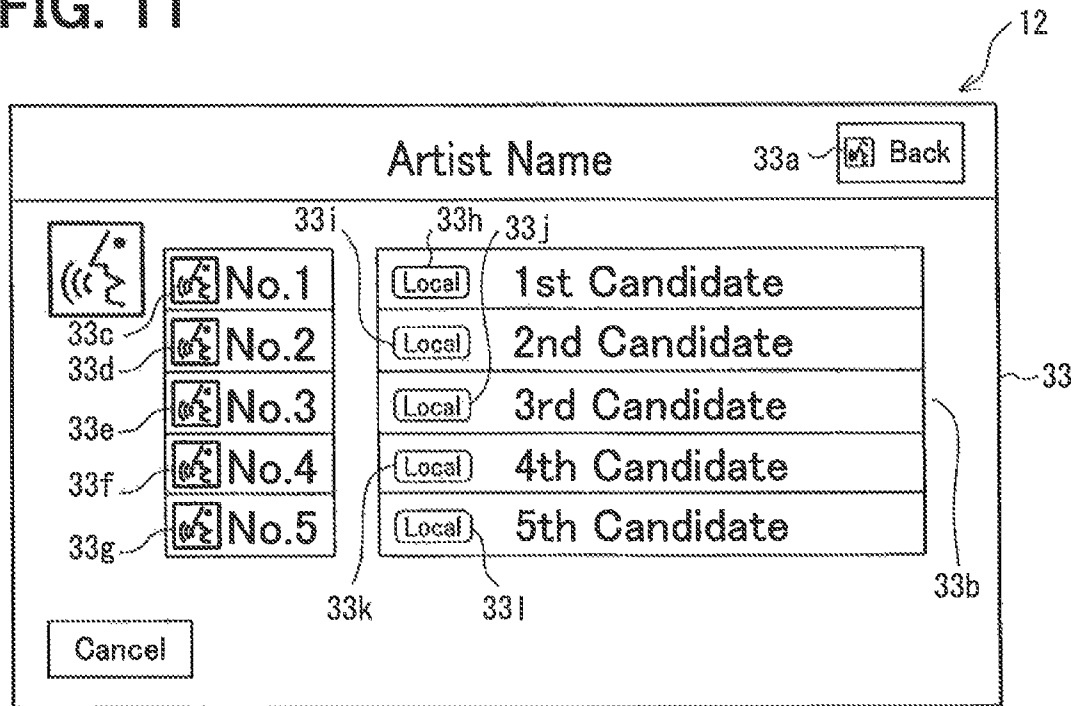 FIG. 11
12
Artist Name
33a
Back
33i
33h
33j
No.1
Local
1st Candidate
33c
No.2
Local
2nd Candidate
33d
33
No.3
Local
3rd Candidate
33e
No.4
Local
4th Candidate
33f
No.5
Local
5th Candidate
33g
33b
33k
33l
Cancel